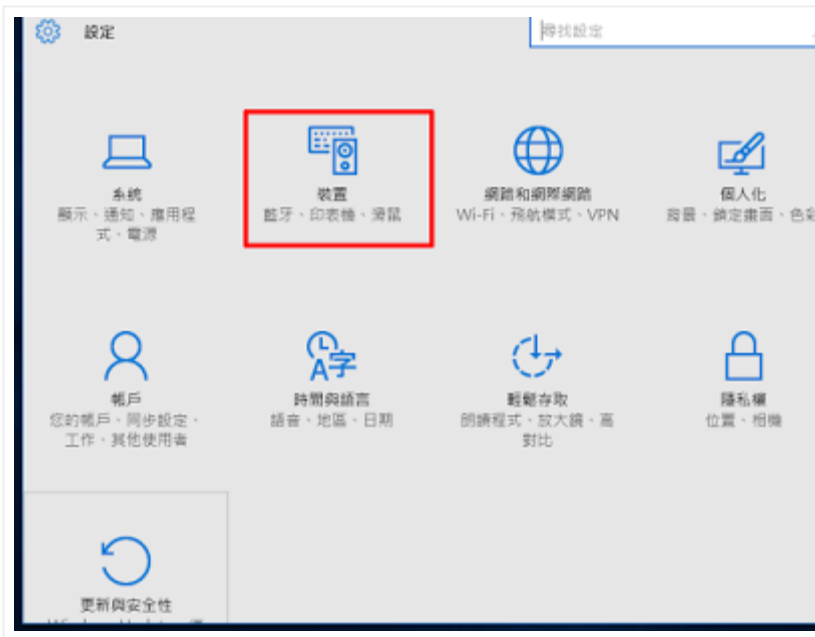 設定
尋找設定
系統
顯示、通知、應用程
式、電源
裝置
藍牙、印表機、滑鼠
網路和網際網路
Wi-Fi、飛航模式、VPN
個人化
背景、鎖定畫面、色彩
帳戶
您的帳戶、同步設定、
工作、其他使用者
時間與語言
語音、地區、日期
輕鬆存取
朗讀程式、放大鏡、高
對比
隱私權
位置、相機
更新與安全性